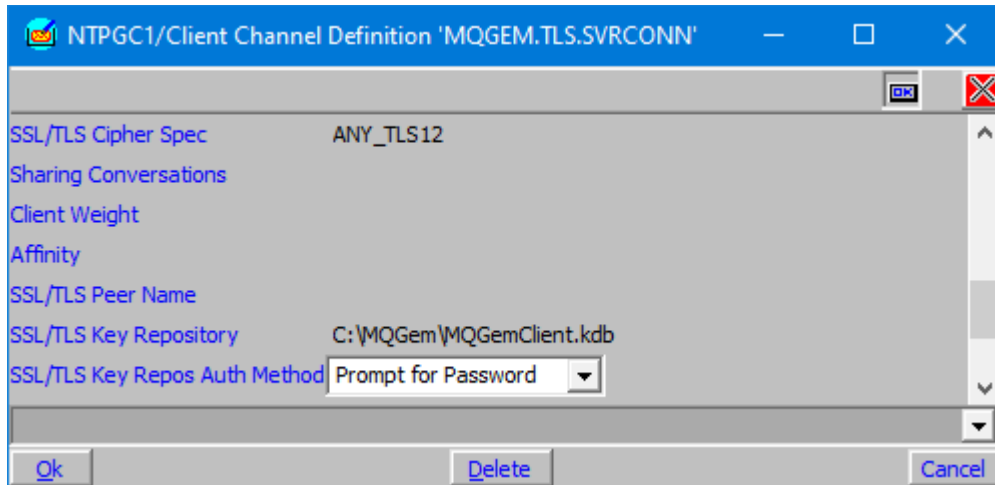 NTPGC1/Client Channel Definition 'MQGEM.TLS.SVRCONN'
OK
SSL/TLS Cipher Spec ANY_TLS12
Sharing Conversations
Client Weight
Affinity
SSL/TLS Peer Name
SSL/TLS Key Repository C:\MQGem\MQGemClient.kdb
SSL/TLS Key Repos Auth Method Prompt for Password
Ok Delete Cancel